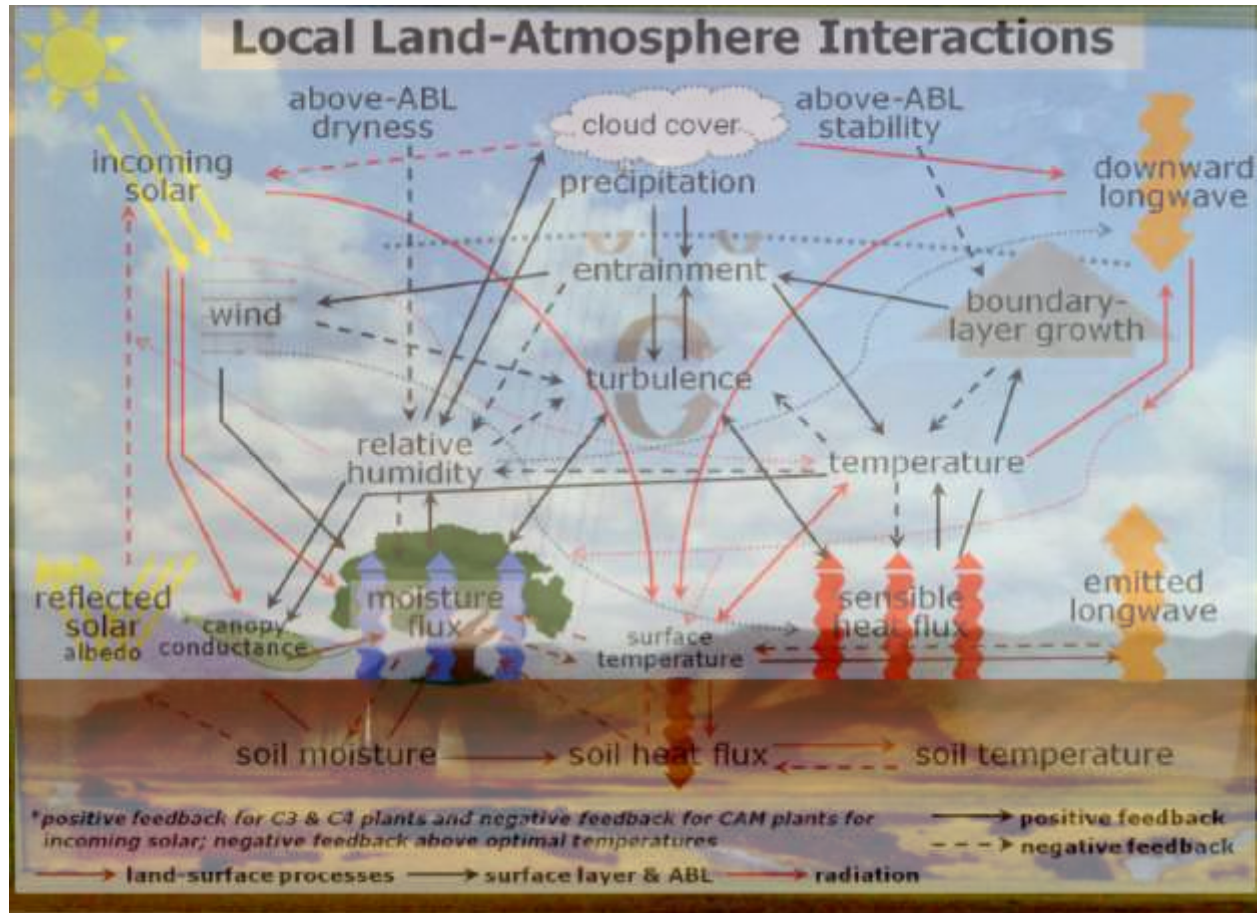 Local Land-Atmosphere Interactions
above-ABL
dryness
cloud cover
above-ABL
stability
incoming
solar
precipitation
downward
longwave
entrainment
wind
boundary-
layer growth
turbulence
relative
humidity
temperature
reflected
solar
albedo
canopy
conductance
moisture
flux
surface
temperature
sensible
heat flux
emitted
longwave
soil moisture
soil heat flux
soil temperature
*positive feedback for C3 & C4 plants and negative feedback for CAM plants for
incoming solar; negative feedback above optimal temperatures
positive feedback
negative feedback
land-surface processes
surface layer & ABL
radiation